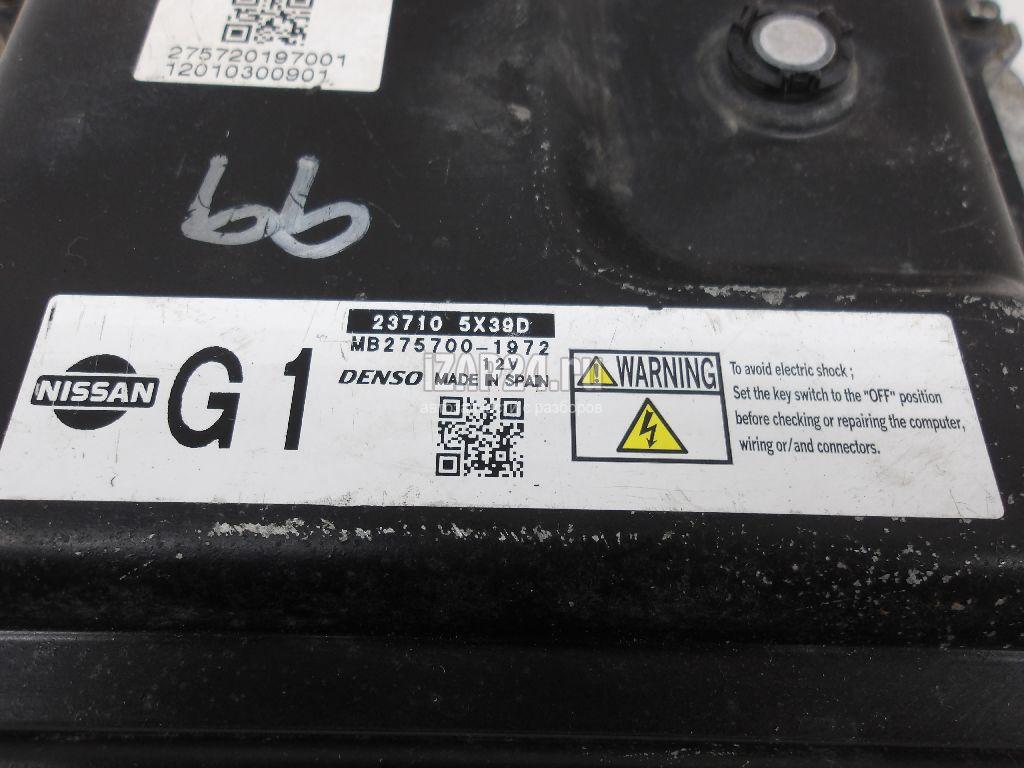 275720197001
12010300901
66
23710 5X39D
MB275700-1972
12V
DENSO MADE IN SPAIN
NISSAN
G1
WARNING
To avoid electric shock ;
Set the key switch to the "OFF" position
before checking or repairing the computer,
wiring or/and connectors.